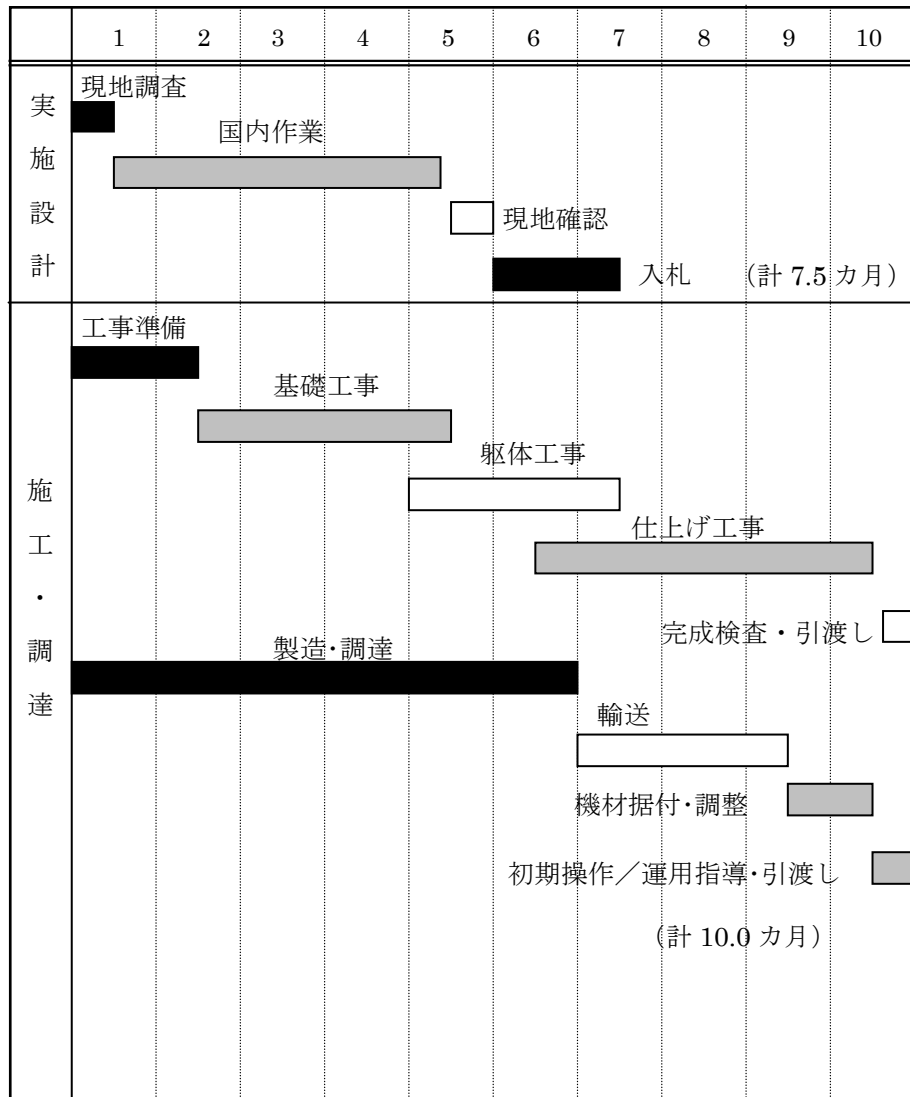 1 2 3 4 5 6 7 8 9 10
実施設計
現地調査
国内作業
現地確認
入札 (計 7.5 カ月)
施工・調達
工事準備
基礎工事
躯体工事
仕上げ工事
完成検査・引渡し
製造・調達
輸送
機材据付・調整
初期操作／運用指導・引渡し
(計 10.0 カ月)